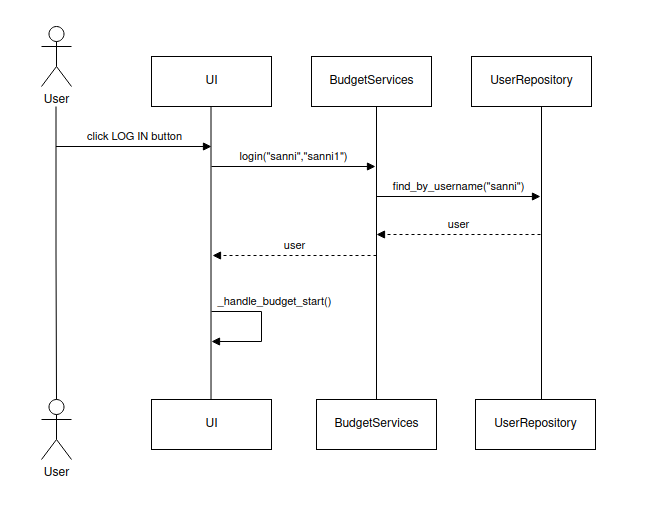 User
UI
BudgetServices
UserRepository
click LOG IN button
login("sanni","sanni1")
find_by_username("sanni")
user
user
_handle_budget_start()
User
UI
BudgetServices
UserRepository